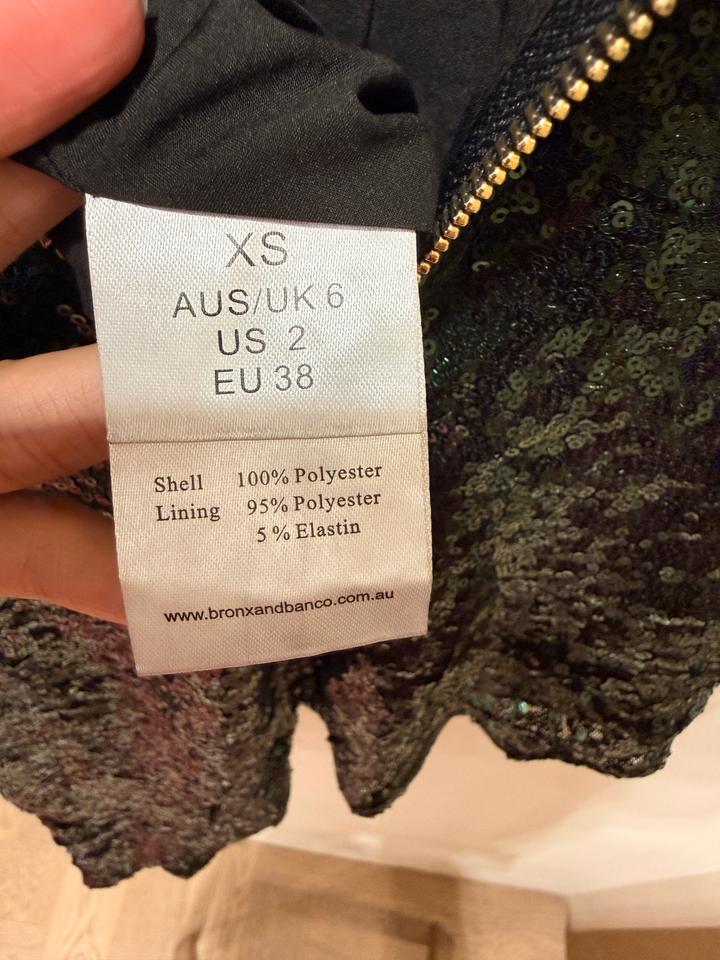 XS
AUS/UK 6
US 2
EU 38
Shell 100% Polyester
Lining 95% Polyester
5 % Elastin
www.bronxandbanco.com.au